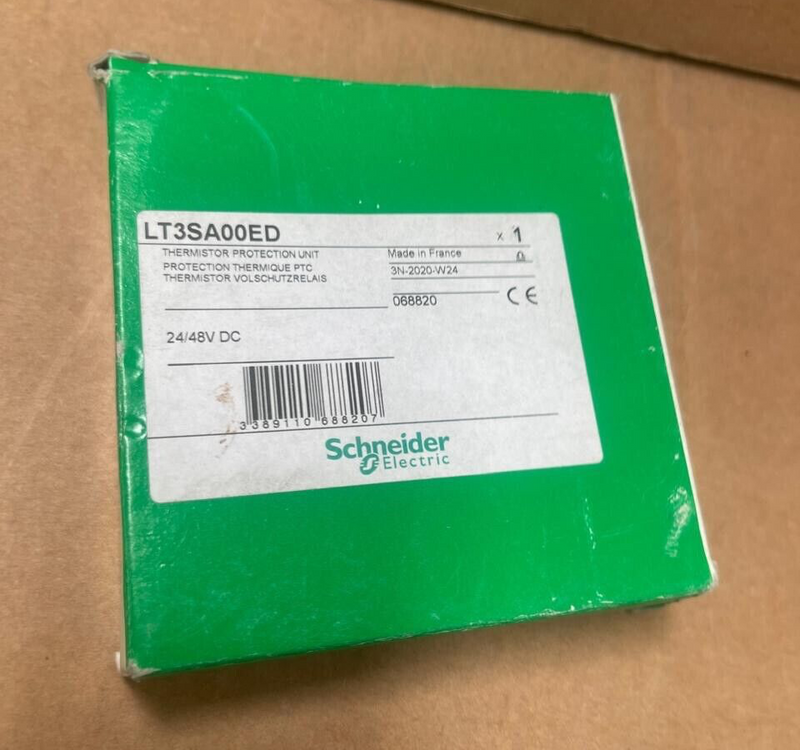 LT3SA00ED x 1
THERMISTOR PROTECTION UNIT
PROTECTION THERMIQUE PTC
THERMISTOR VOLSCHUTZRELAIS
Made in France
3N-2020-W24
068820 CE
24/48V DC
3 389110 688207
Schneider
Electric